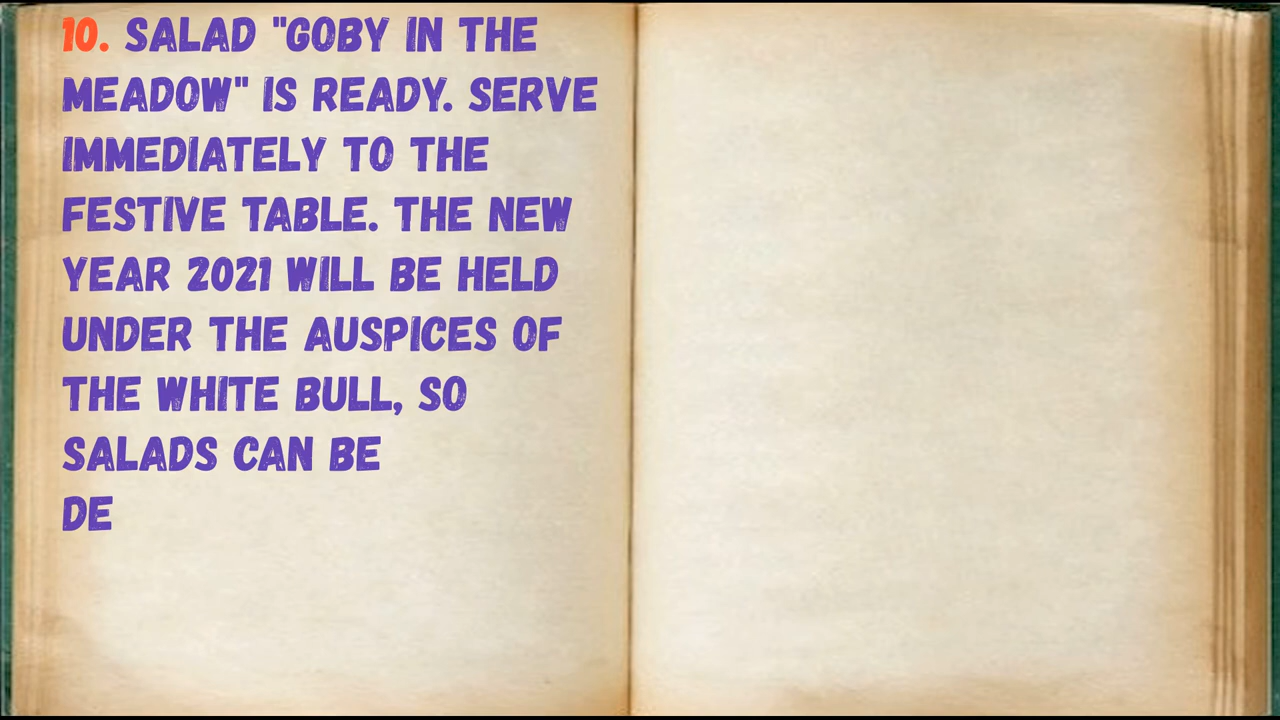 10. SALAD "GOBY IN THE
MEADOW" IS READY. SERVE
IMMEDIATELY TO THE
FESTIVE TABLE. THE NEW
YEAR 2021 WILL BE HELD
UNDER THE AUSPICES OF
THE WHITE BULL, SO
SALADS CAN BE
DE